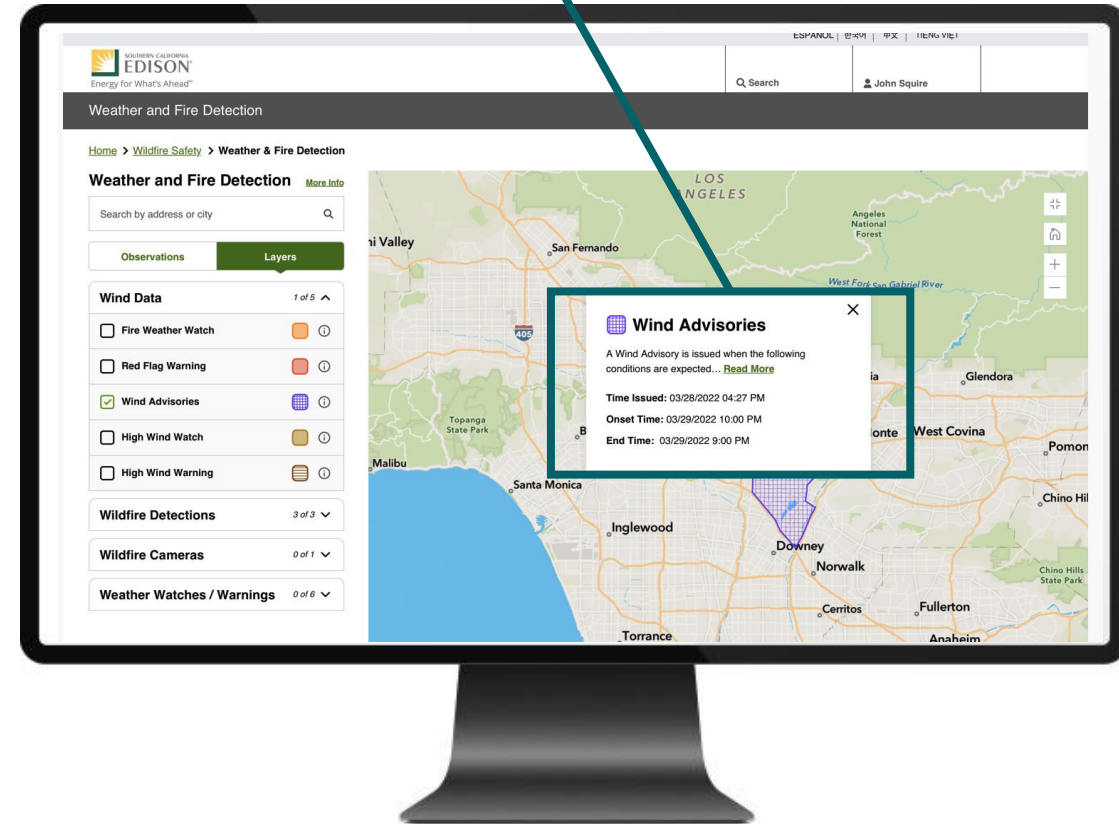 ESPAÑOL | 한국어 | 中文 | TIẾNG VIỆT
SOUTHERN CALIFORNIA
EDISON
Energy for What's Ahead℠
Search
John Squire
Weather and Fire Detection
Home > Wildfire Safety > Weather & Fire Detection
Weather and Fire Detection More Info
Search by address or city
Observations Layers
Wind Data 1 of 5
Fire Weather Watch
Red Flag Warning
Wind Advisories
High Wind Watch
High Wind Warning
Wildfire Detections 3 of 3
Wildfire Cameras 0 of 1
Weather Watches / Warnings 0 of 6
LOS
NGELES
Angeles
National
Forest
ni Valley
San Fernando
West Fork San Gabriel River
405
Wind Advisories
A Wind Advisory is issued when the following
conditions are expected… Read More
Time Issued: 03/28/2022 04:27 PM
Onset Time: 03/29/2022 10:00 PM
End Time: 03/29/2022 9:00 PM
ia
Glendora
Topanga
State Park
B
onte
West Covina
Pomon
Malibu
Santa Monica
Chino Hil
Inglewood
Downey
Norwalk
Chino Hills
State Park
Cerritos
Fullerton
Torrance
Anaheim